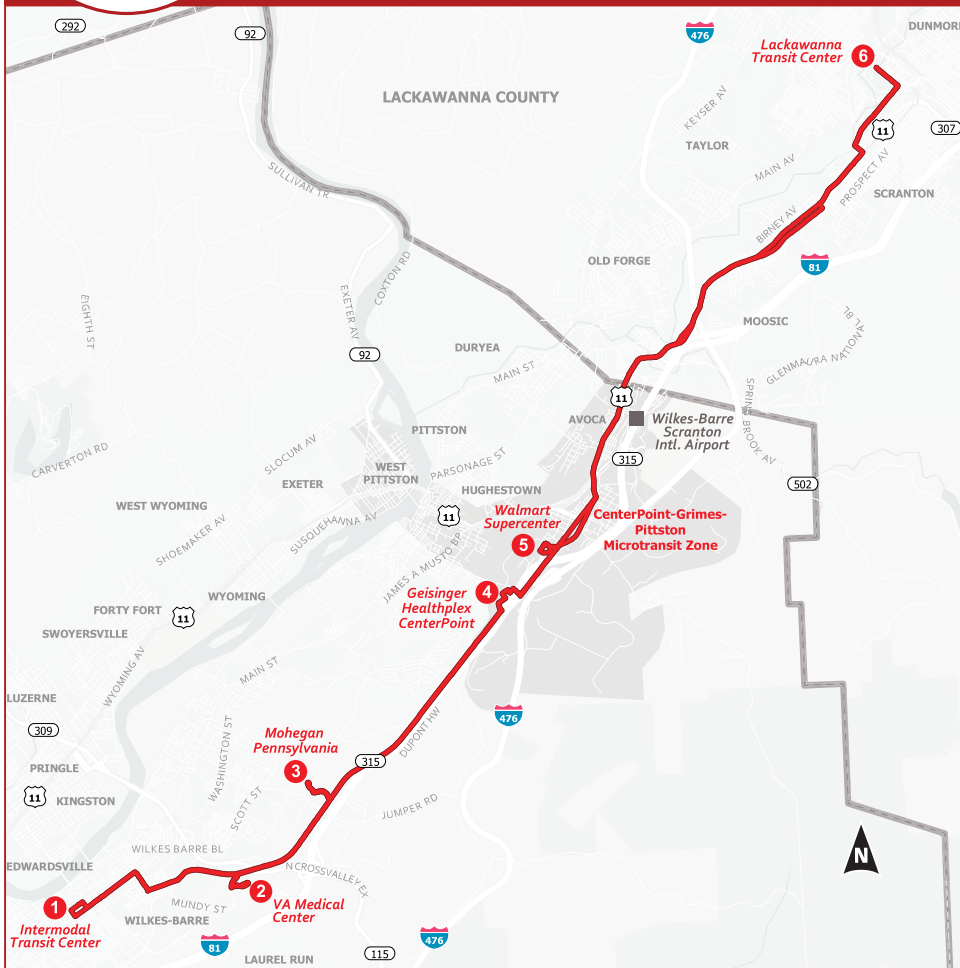 292
92
476
Lackawanna
Transit Center
6
DUNMOR
LACKAWANNA COUNTY
KEYSER AV
11
307
TAYLOR
MAIN AV
PROSPECT AV
SULLIVAN TR
SCRANTON
BIRNEY AV
OLD FORGE
81
COXTON RD
EXETER AV
EIGHTH ST
MOOSIC
GLENMAURA NATIONAL BL
92
DURYEA
MAIN ST
SPRING BROOK AV
11
AVOCA
Wilkes-Barre
Scranton
Intl. Airport
PITTSTON
SLOCUM AV
CARVERTON RD
315
WEST
PITTSTON
PARSONAGE ST
EXETER
HUGHESTOWN
502
WEST WYOMING
SHOEMAKER AV
SUSQUEHANNA AV
11
Walmart
Supercenter
5
CenterPoint-Grimes-
Pittston
Microtransit Zone
JAMES A MUSTO BP
4
Geisinger
Healthplex
CenterPoint
WYOMING
FORTY FORT
11
SWOYERSVILLE
WYOMING AV
MAIN ST
LUZERNE
476
309
WASHINGTON ST
Mohegan
Pennsylvania
3
DUPONT HW
315
PRINGLE
11
KINGSTON
SCOTT ST
JUMPER RD
WILKES BARRE BL
EDWARDSVILLE
N CROSSVALLEY EX
N
1
Intermodal
Transit Center
MUNDY ST
2
VA Medical
Center
WILKES-BARRE
81
476
115
LAUREL RUN